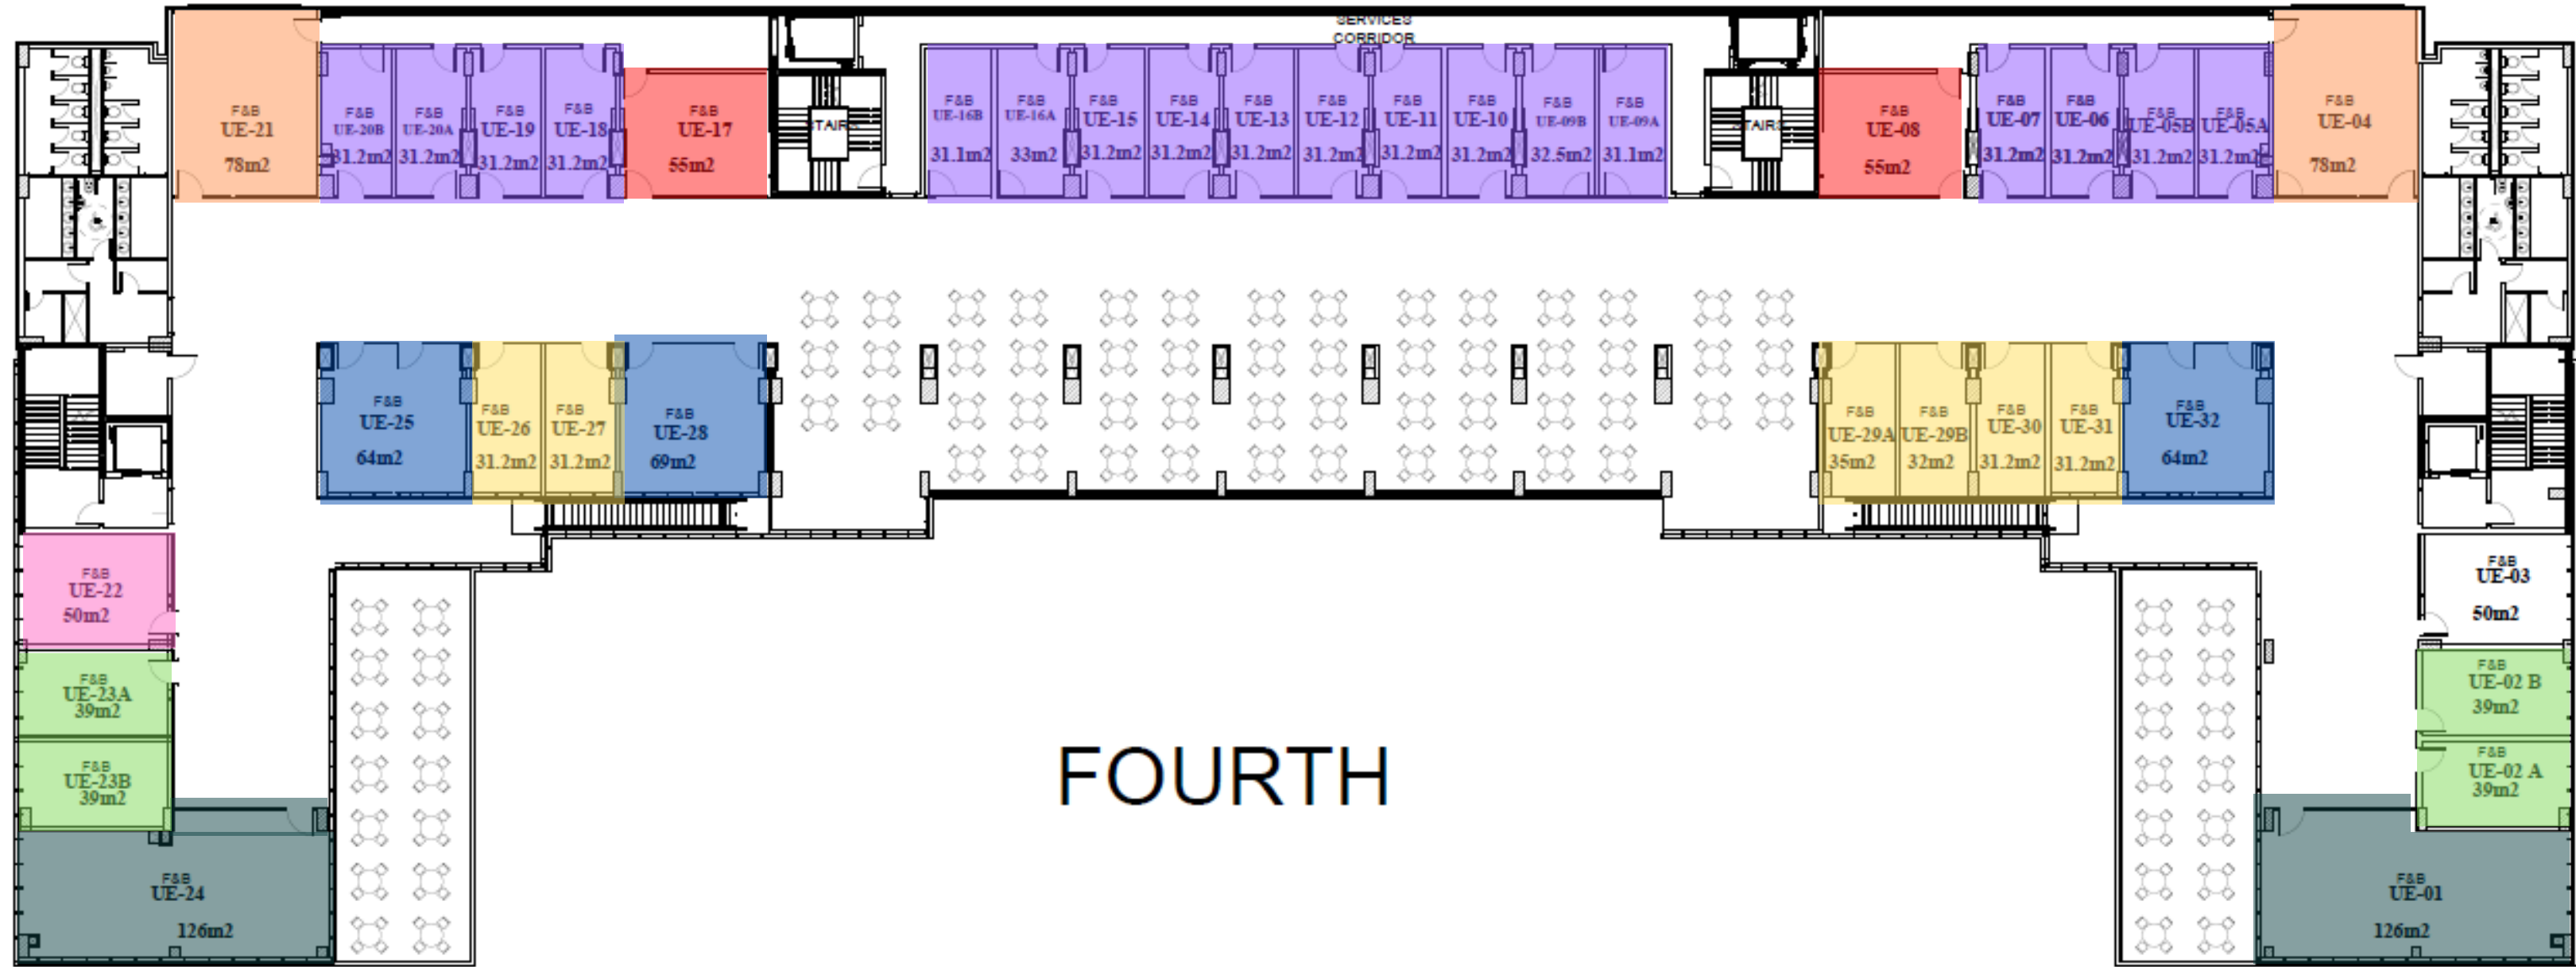 SERVICES
CORRIDOR
F&B
UE-21
78m2
F&B
UE-20B
31.2m2
F&B
UE-20A
31.2m2
F&B
UE-19
31.2m2
F&B
UE-18
31.2m2
F&B
UE-17
55m2
STAIRS
F&B
UE-16B
31.1m2
F&B
UE-16A
33m2
F&B
UE-15
31.2m2
F&B
UE-14
31.2m2
F&B
UE-13
31.2m2
F&B
UE-12
31.2m2
F&B
UE-11
31.2m2
F&B
UE-10
31.2m2
F&B
UE-09B
32.5m2
F&B
UE-09A
31.1m2
STAIRS
F&B
UE-08
55m2
F&B
UE-07
31.2m2
F&B
UE-06
31.2m2
F&B
UE-05B
31.2m2
F&B
UE-05A
31.2m2
F&B
UE-04
78m2
F&B
UE-25
64m2
F&B
UE-26
31.2m2
F&B
UE-27
31.2m2
F&B
UE-28
69m2
F&B
UE-29A
35m2
F&B
UE-29B
32m2
F&B
UE-30
31.2m2
F&B
UE-31
31.2m2
F&B
UE-32
64m2
F&B
UE-22
50m2
F&B
UE-03
50m2
F&B
UE-23A
39m2
F&B
UE-02 B
39m2
F&B
UE-23B
39m2
FOURTH
F&B
UE-02 A
39m2
F&B
UE-24
126m2
F&B
UE-01
126m2